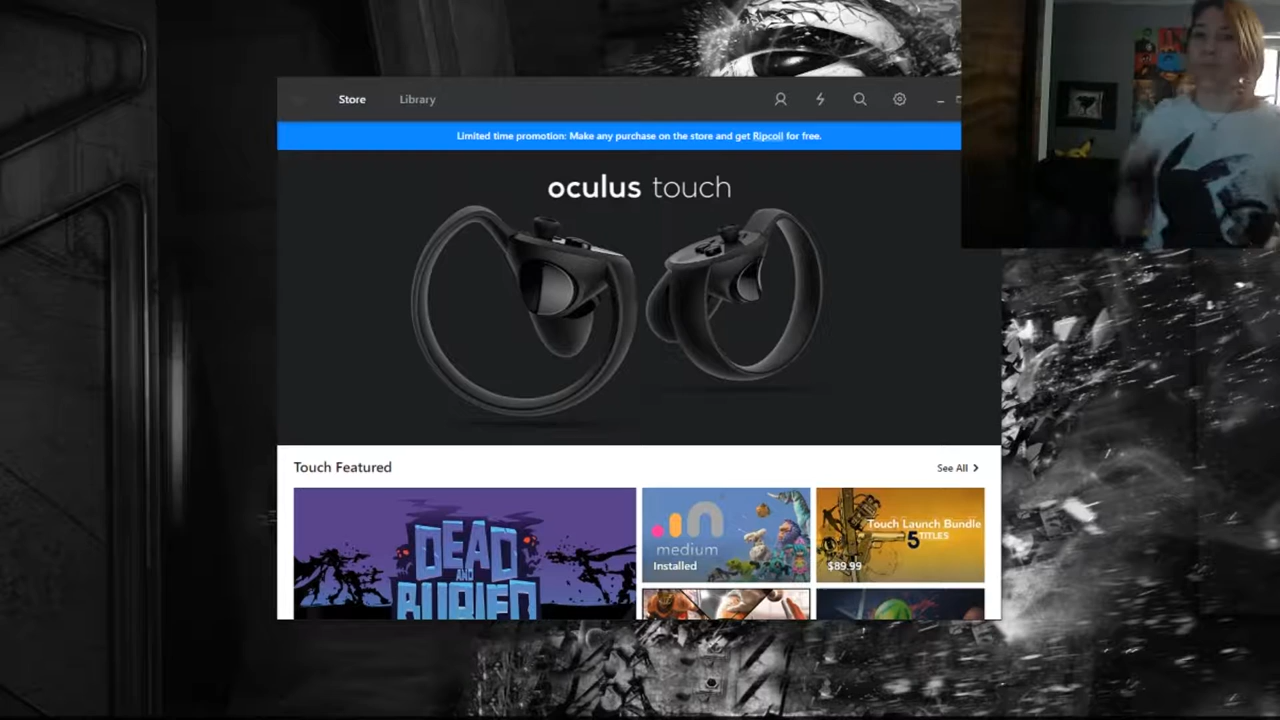 Store
Library
Limited time promotion: Make any purchase on the store and get Ripcoil for free.
oculus touch
Touch Featured
See All
DEAD
AND
BURIED
medium
Installed
Touch Launch Bundle
5 TITLES
$89.99